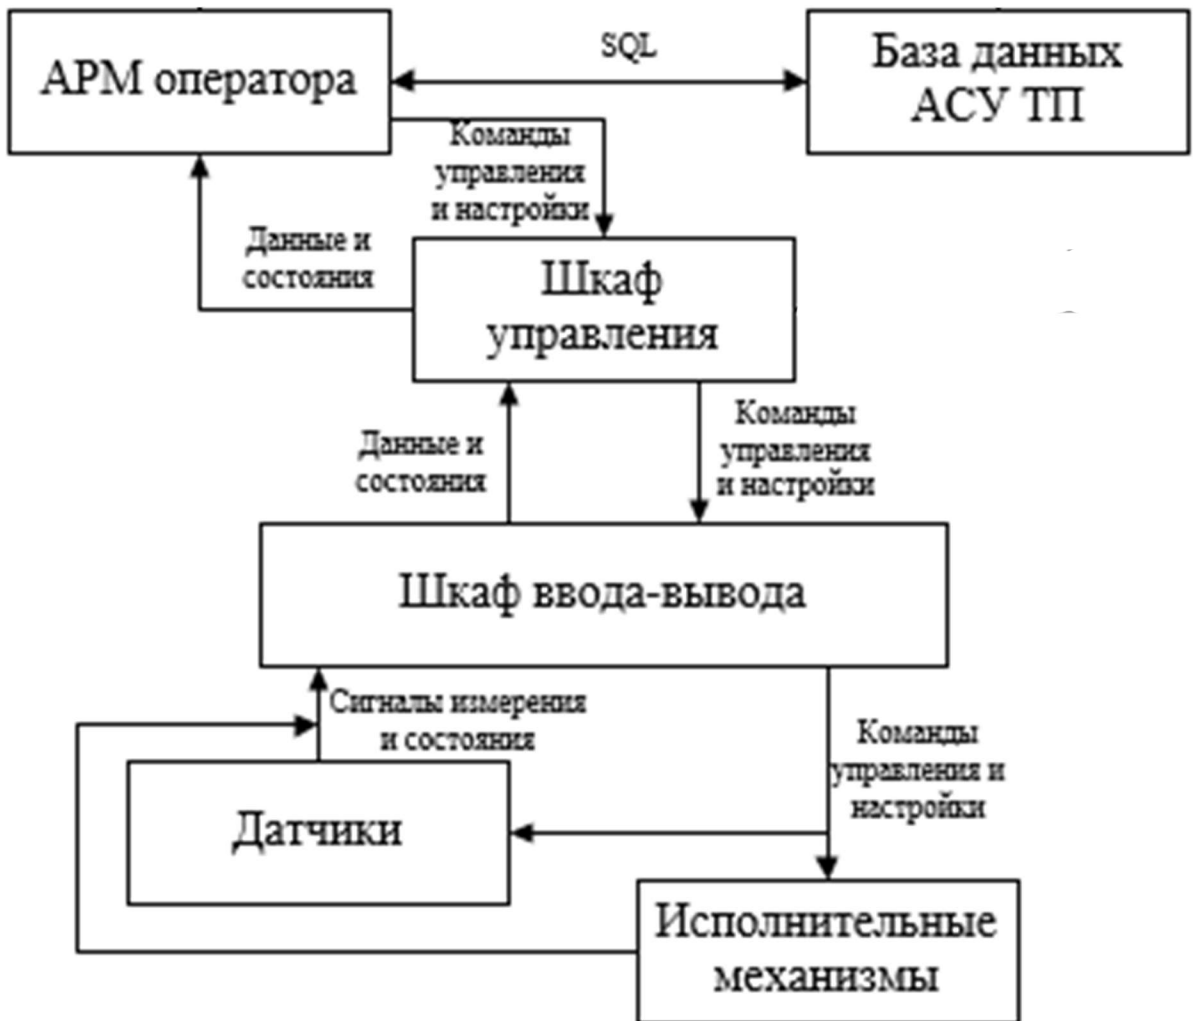 АРМ оператора
SQL
База данных
АСУ ТП
Команды
управления
и настройки
Данные и
состояния
Шкаф
управления
Данные и
состояния
Команды
управления
и настройки
Шкаф ввода-вывода
Сигналы измерения
и состояния
Команды
управления и
настройки
Датчики
Исполнительные
механизмы